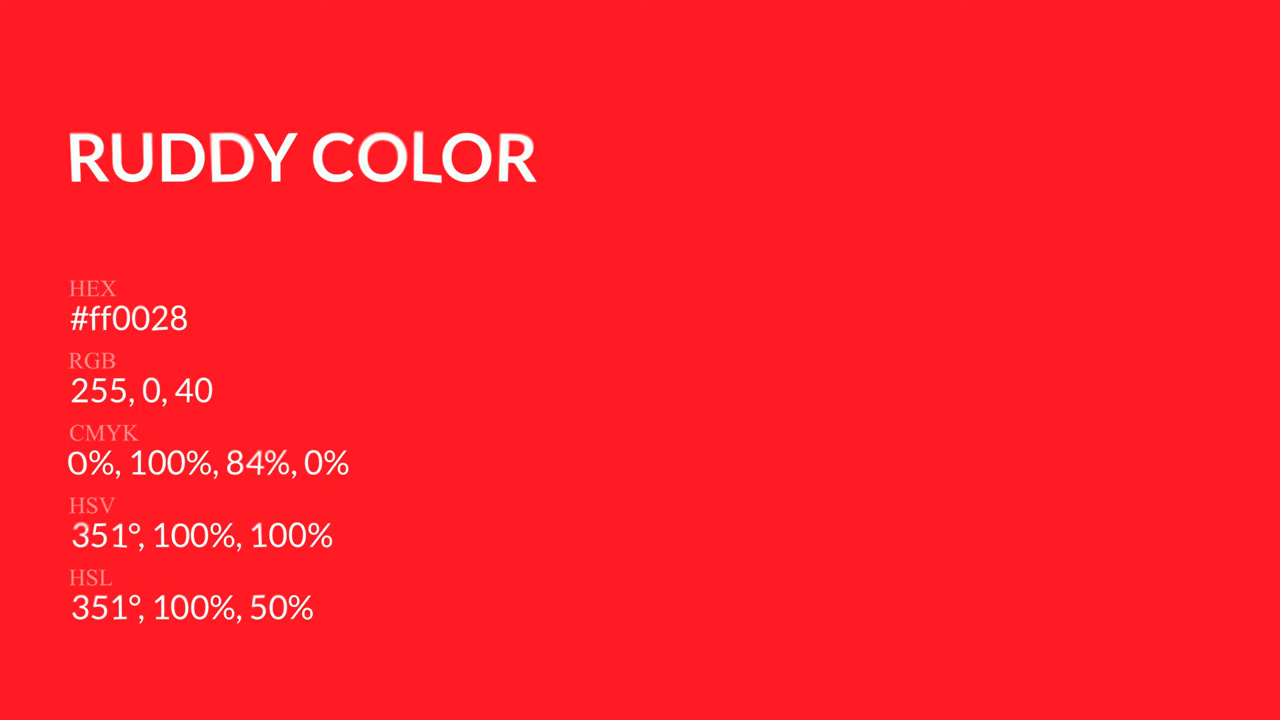 RUDDY COLOR
HEX
#ff0028
RGB
255, 0, 40
CMYK
0%, 100%, 84%, 0%
HSV
351°, 100%, 100%
HSL
351°, 100%, 50%